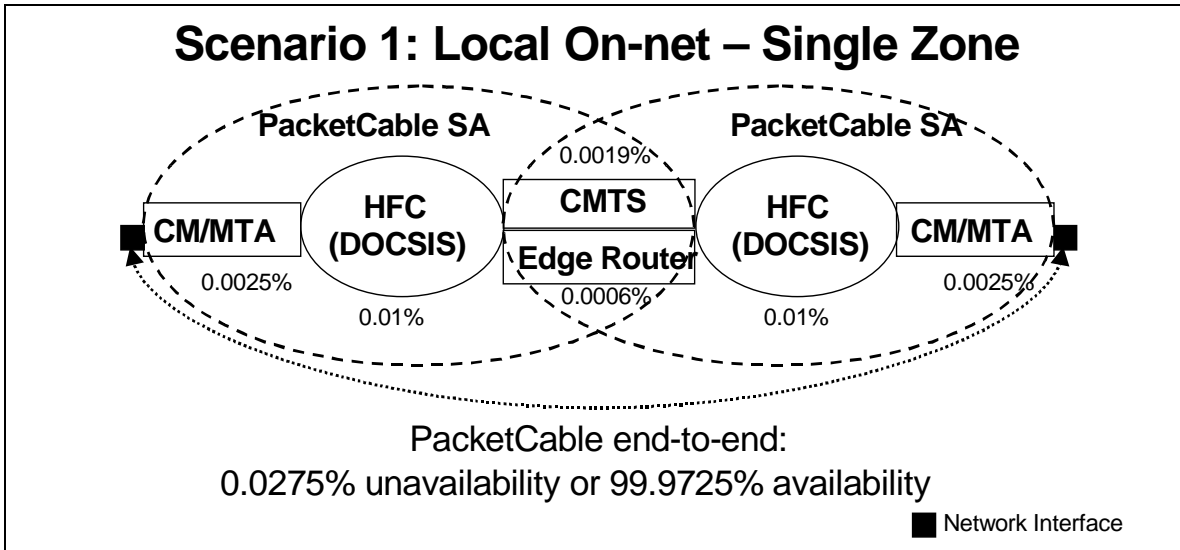 Scenario 1: Local On-net – Single Zone
PacketCable SA
PacketCable SA
0.0019%
CM/MTA
HFC
(DOCSIS)
CMTS
Edge Router
HFC
(DOCSIS)
CM/MTA
0.0025%
0.01%
0.0006%
0.01%
0.0025%
PacketCable end-to-end:
0.0275% unavailability or 99.9725% availability
Network Interface